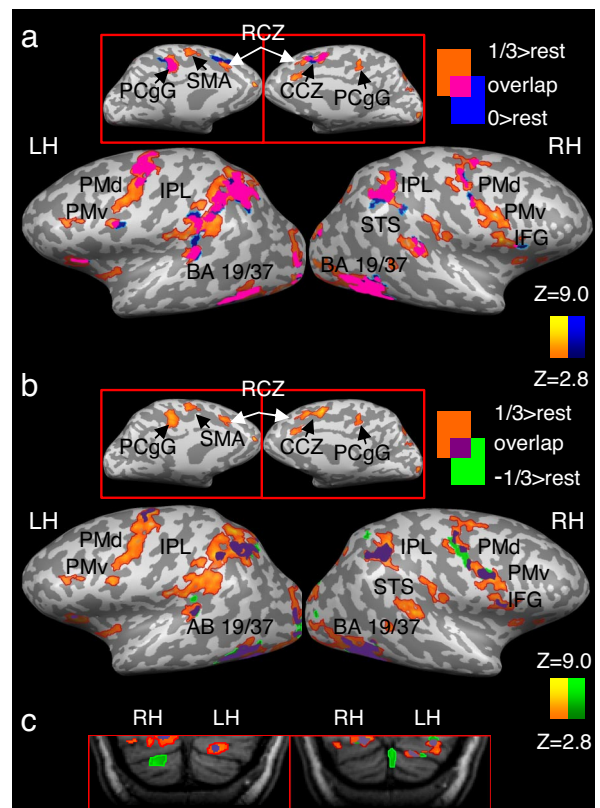 a
RCZ
1/3>rest
SMA
PCgG
CCZ
PCgG
overlap
0>rest
LH
RH
PMd
IPL
PMv
IPL
PMd
PMv
STS
IFG
BA 19/37
BA 19/37
Z=9.0
Z=2.8
b
RCZ
1/3>rest
SMA
PCgG
CCZ
PCgG
overlap
-1/3>rest
LH
RH
PMd
IPL
PMv
IPL
PMd
PMv
STS
IFG
AB 19/37
BA 19/37
Z=9.0
Z=2.8
c
RH
LH
RH
LH